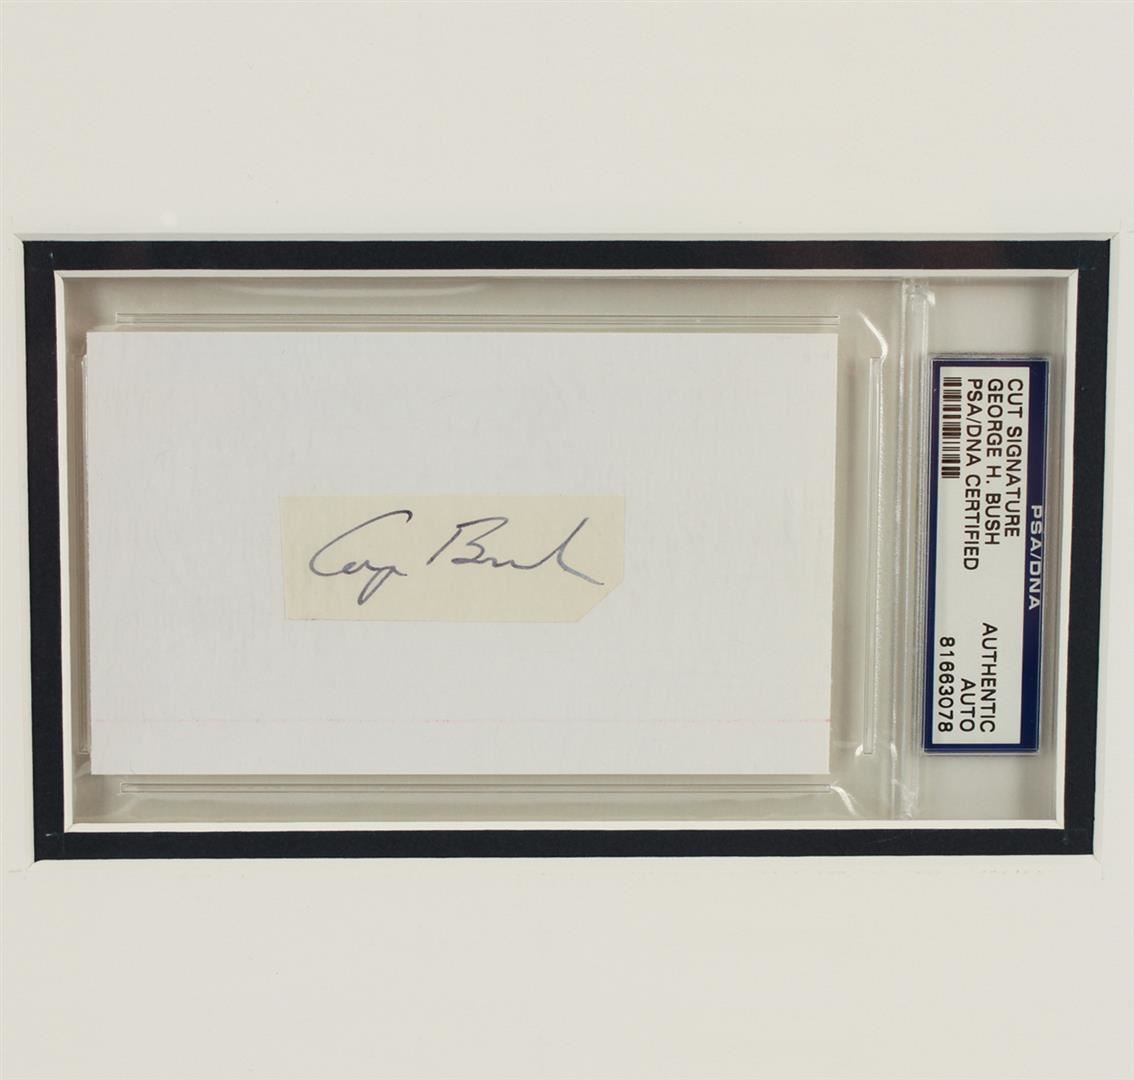 George Bush
PSA/DNA
CUT SIGNATURE
GEORGE H. BUSH
PSA/DNA CERTIFIED
AUTHENTIC
AUTO
81663078